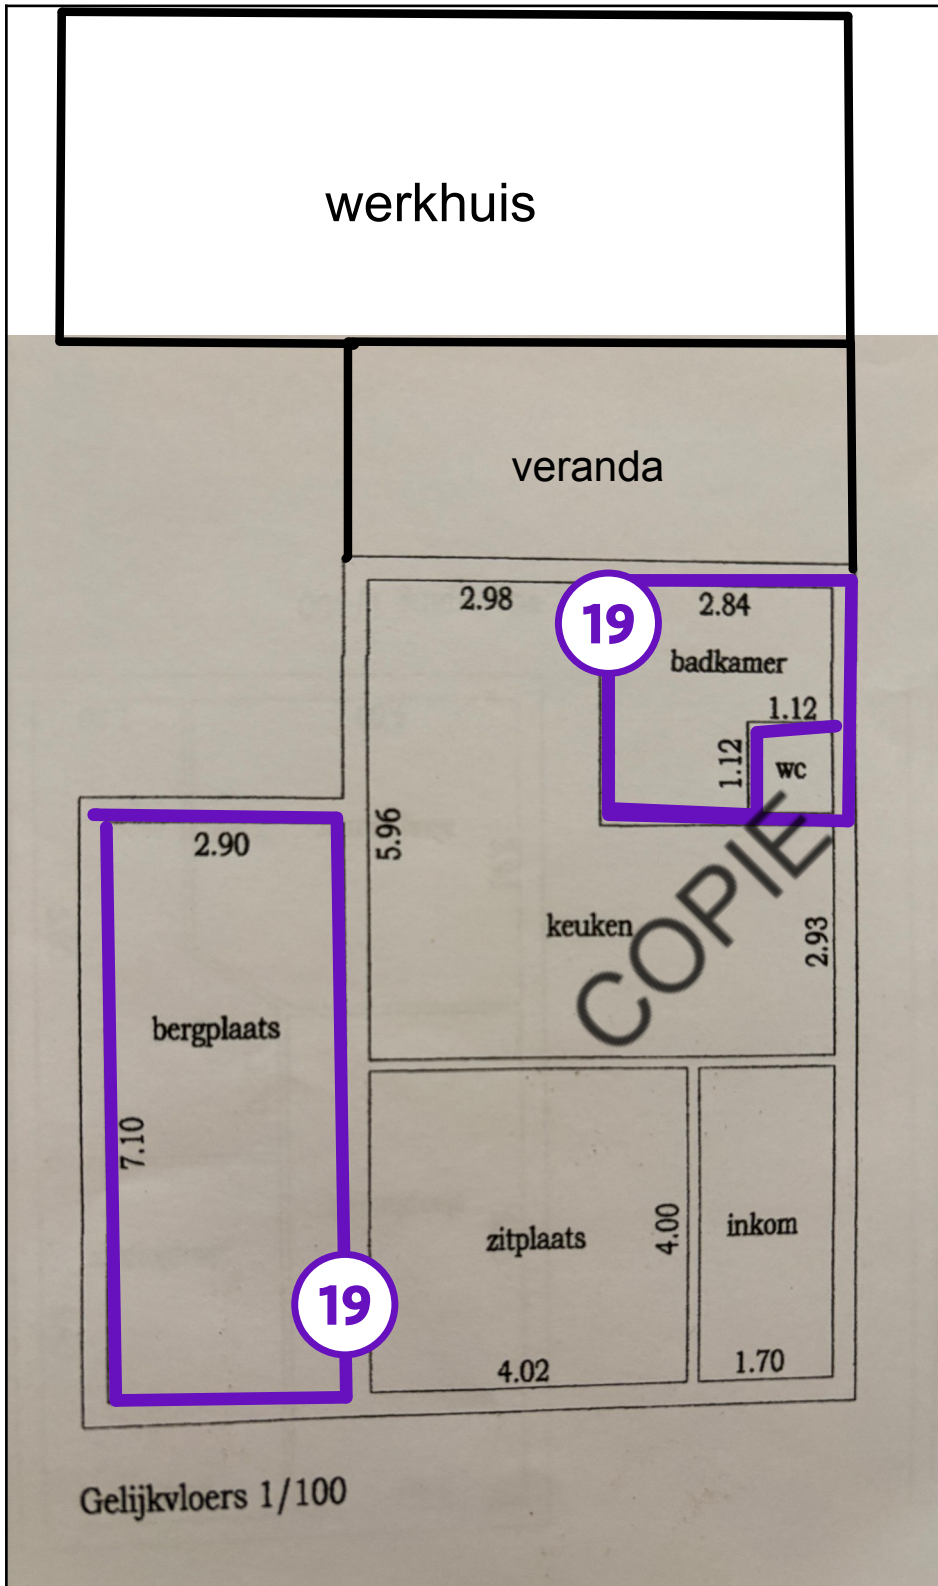 werkhuis
veranda
2.98
19
2.84
badkamer
1.12
1.12
wc
2.90
5.96
keuken
2.93
COPIE
bergplaats
7.10
zitplaats
4.00
inkom
19
4.02
1.70
Gelijkvloers 1/100